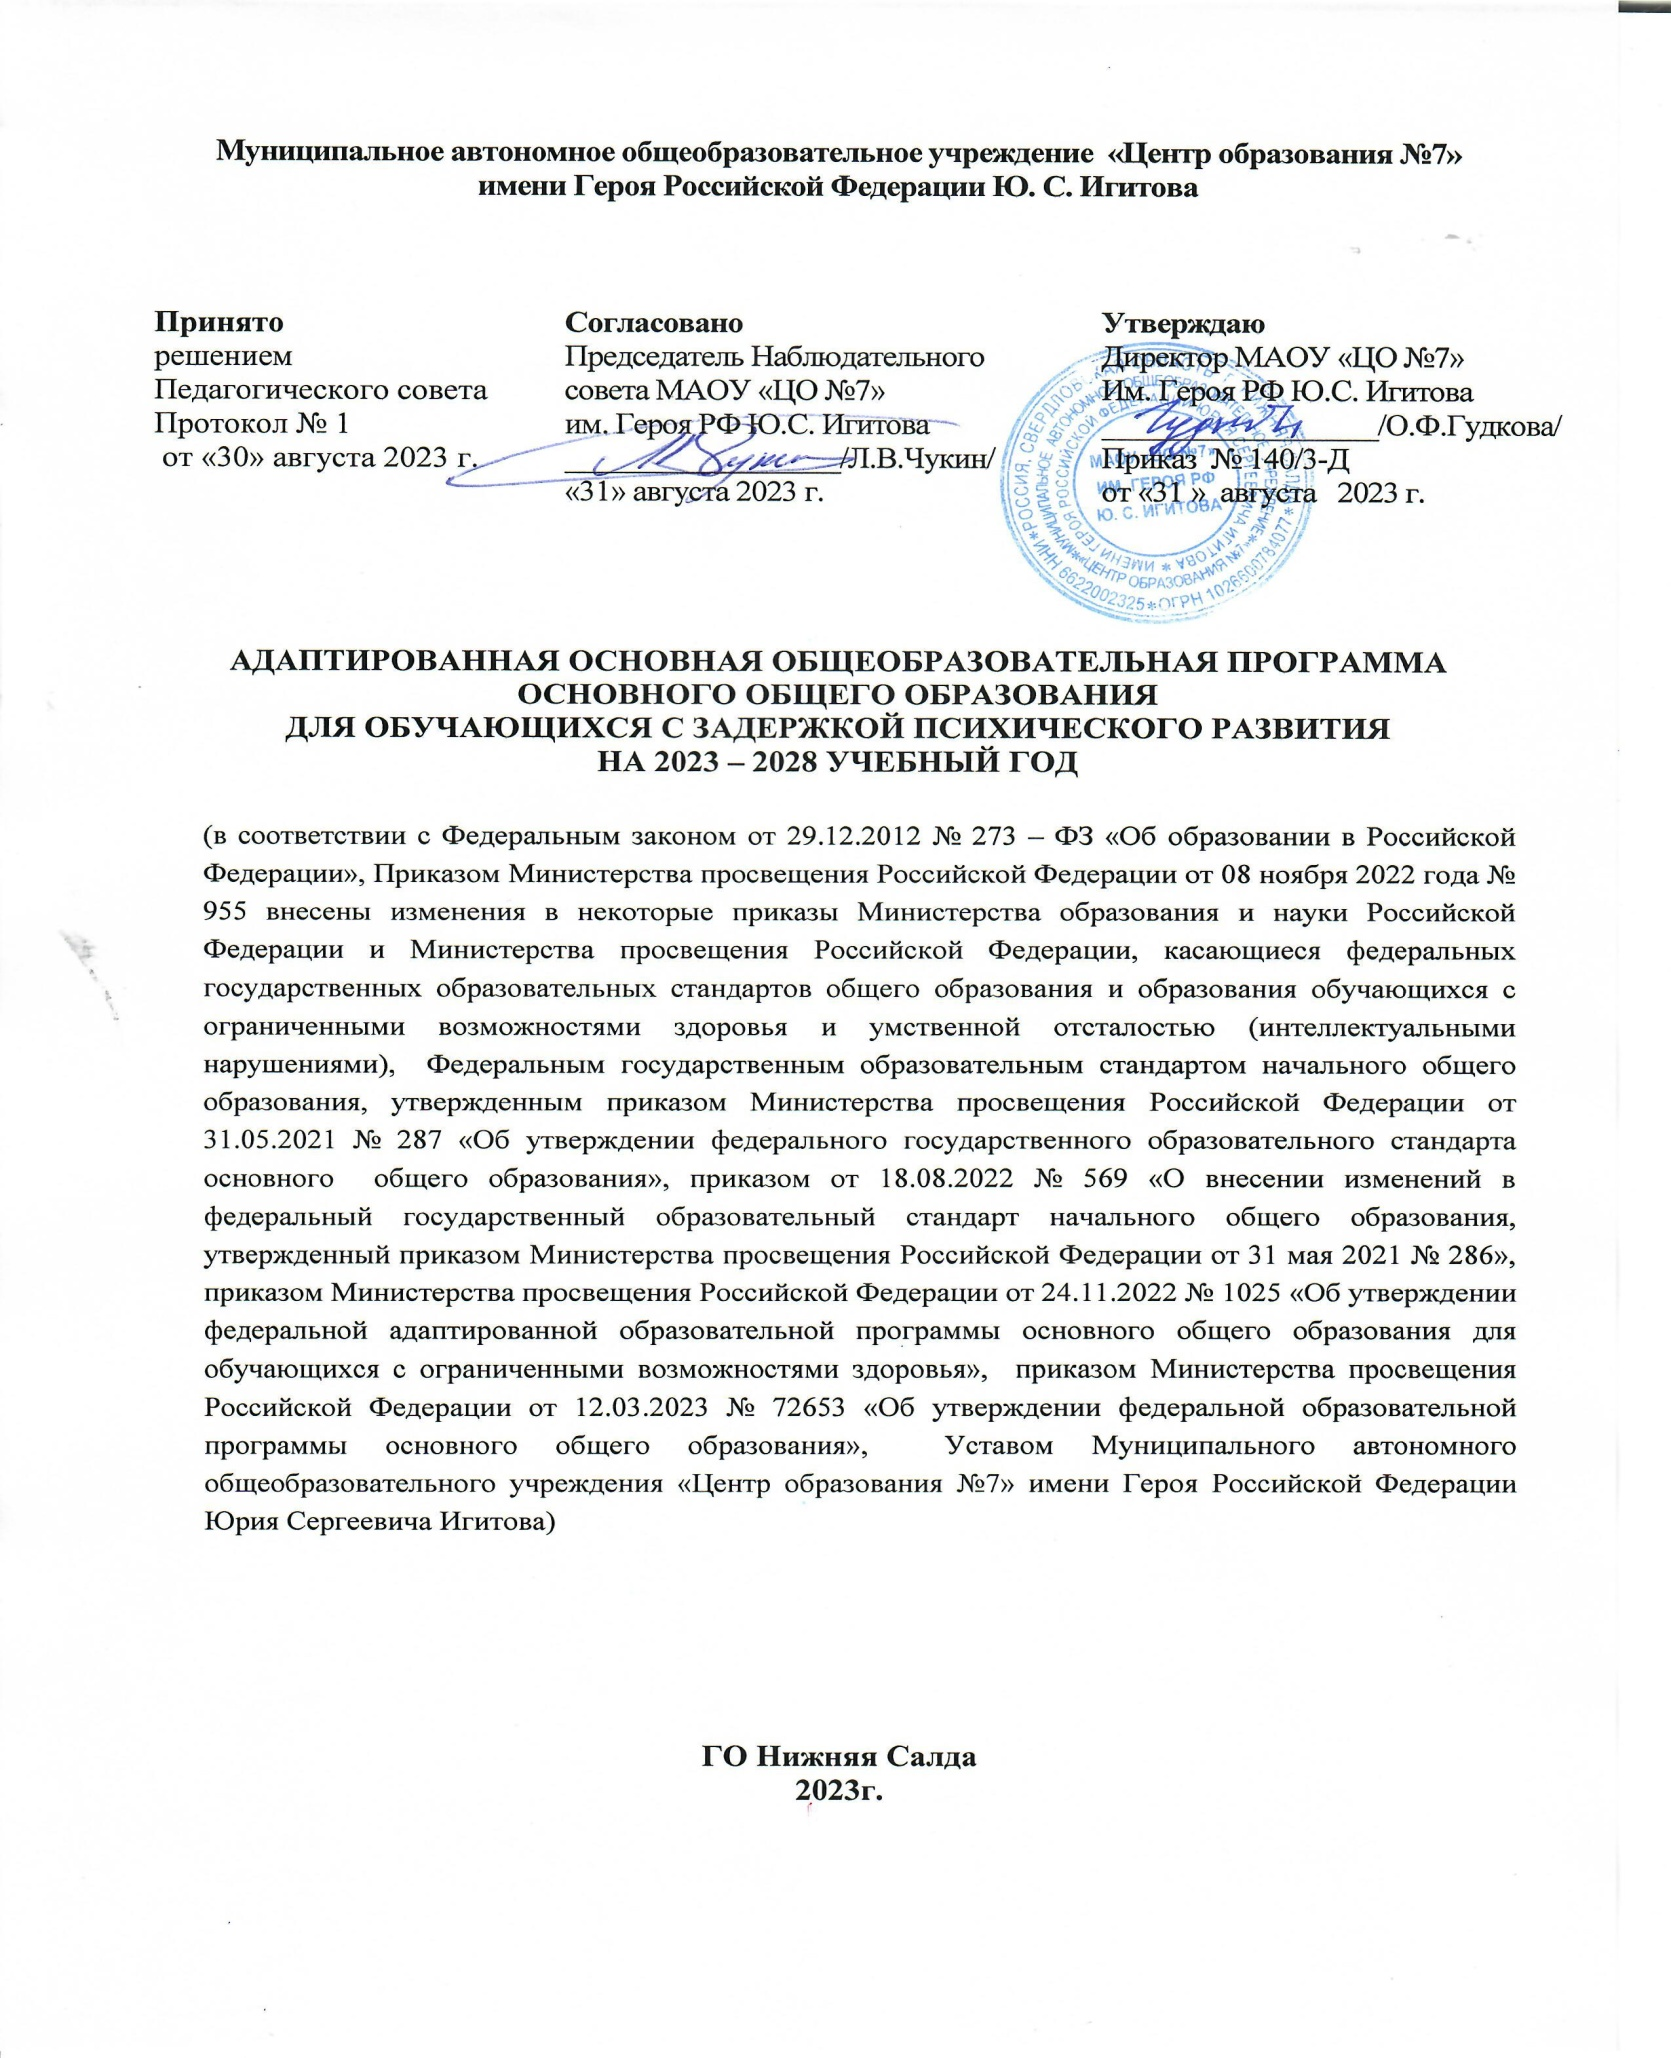 Муниципальное автономное общеобразовательное учреждение «Центр образования №7»
имени Героя Российской Федерации Ю. С. Игитова
Принято
решением
Педагогического совета
Протокол № 1
от «30» августа 2023 г.
Согласовано
Председатель Наблюдательного
совета МАОУ «ЦО №7»
им. Героя РФ Ю.С. Игитова
/Л.В.Чукин/
«31» августа 2023 г.
Утверждаю
Директор МАОУ «ЦО №7»
Им. Героя РФ Ю.С. Игитова
/О.Ф.Гудкова/
Приказ № 140/3-Д
от «31 » августа 2023 г.
ИМ. ГЕРОЯ РФ
Ю. С. ИГИТОВА
ИНН 6622002325*ОГРН 1026600784077*
«ЦЕНТР ОБРАЗОВАНИЯ №7»*
АДАПТИРОВАННАЯ ОСНОВНАЯ ОБЩЕОБРАЗОВАТЕЛЬНАЯ ПРОГРАММА
ОСНОВНОГО ОБЩЕГО ОБРАЗОВАНИЯ
ДЛЯ ОБУЧАЮЩИХСЯ С ЗАДЕРЖКОЙ ПСИХИЧЕСКОГО РАЗВИТИЯ
НА 2023 – 2028 УЧЕБНЫЙ ГОД
(в соответствии с Федеральным законом от 29.12.2012 № 273 – ФЗ «Об образовании в Российской
Федерации», Приказом Министерства просвещения Российской Федерации от 08 ноября 2022 года №
955 внесены изменения в некоторые приказы Министерства образования и науки Российской
Федерации и Министерства просвещения Российской Федерации, касающиеся федеральных
государственных образовательных стандартов общего образования и образования обучающихся с
ограниченными возможностями здоровья и умственной отсталостью (интеллектуальными
нарушениями), Федеральным государственным образовательным стандартом начального общего
образования, утвержденным приказом Министерства просвещения Российской Федерации от
31.05.2021 № 287 «Об утверждении федерального государственного образовательного стандарта
основного общего образования», приказом от 18.08.2022 № 569 «О внесении изменений в
федеральный государственный образовательный стандарт начального общего образования,
утвержденный приказом Министерства просвещения Российской Федерации от 31 мая 2021 № 286»,
приказом Министерства просвещения Российской Федерации от 24.11.2022 № 1025 «Об утверждении
федеральной адаптированной образовательной программы основного общего образования для
обучающихся с ограниченными возможностями здоровья», приказом Министерства просвещения
Российской Федерации от 12.03.2023 № 72653 «Об утверждении федеральной образовательной
программы основного общего образования», Уставом Муниципального автономного
общеобразовательного учреждения «Центр образования №7» имени Героя Российской Федерации
Юрия Сергеевича Игитова)
ГО Нижняя Салда
2023г.